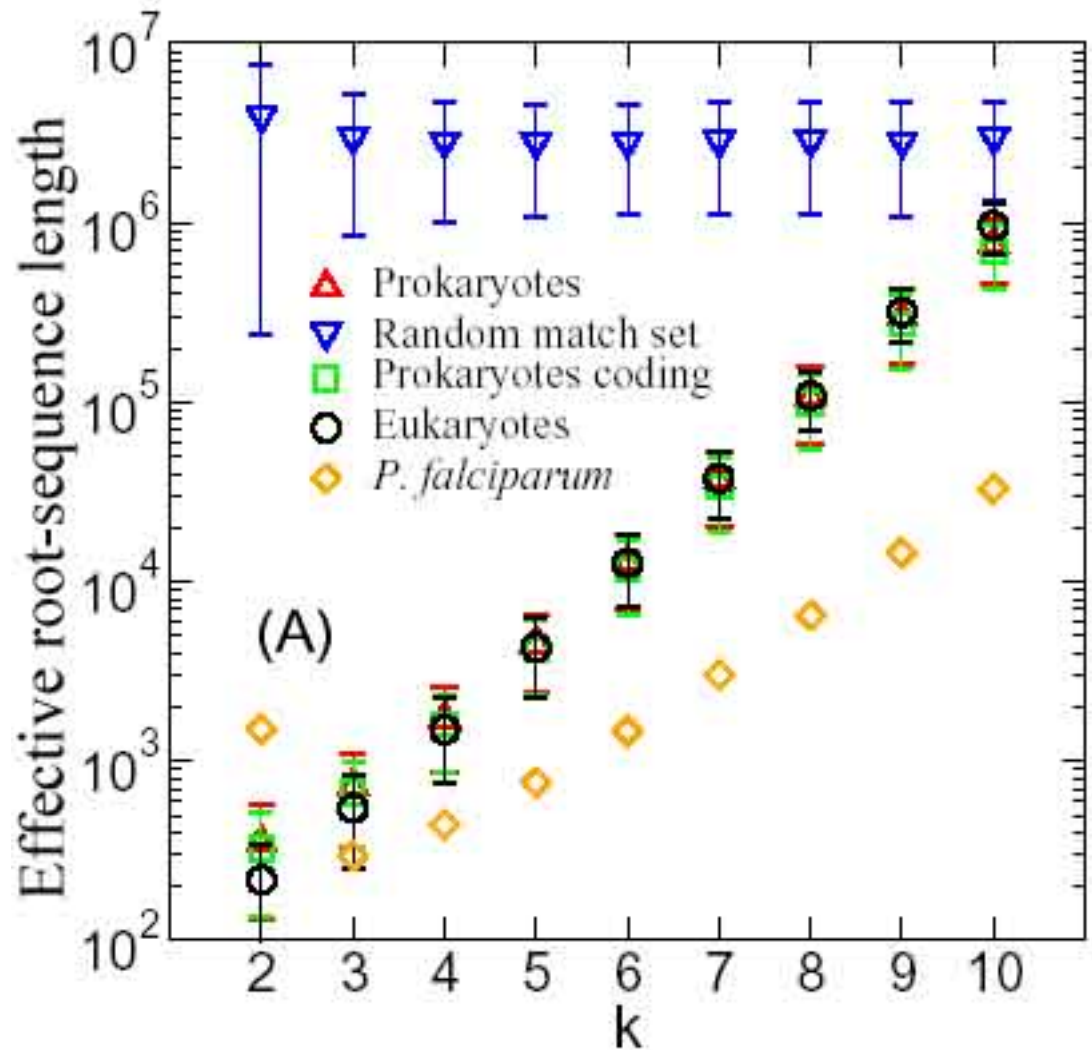 Effective root-sequence length
10^7
10^6
10^5
10^4
10^3
10^2
Prokaryotes
Random match set
Prokaryotes coding
Eukaryotes
P. falciparum
(A)
2 3 4 5 6 7 8 9 10
k